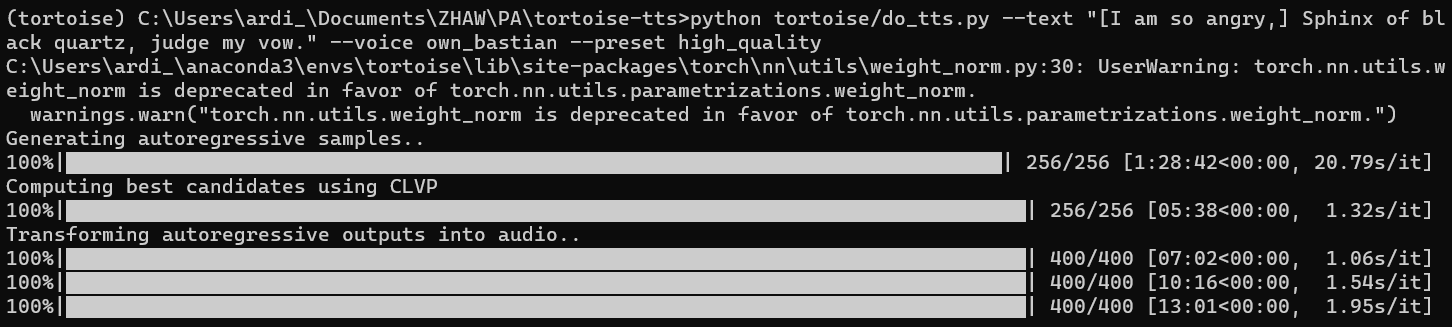 (tortoise) C:\Users\ardi_\Documents\ZHAW\PA\tortoise-tts>python tortoise/do_tts.py --text "[I am so angry,] Sphinx of bl
ack quartz, judge my vow." --voice own_bastian --preset high_quality
C:\Users\ardi_\anaconda3\envs\tortoise\lib\site-packages\torch\nn\utils\weight_norm.py:30: UserWarning: torch.nn.utils.w
eight_norm is deprecated in favor of torch.nn.utils.parametrizations.weight_norm.
  warnings.warn("torch.nn.utils.weight_norm is deprecated in favor of torch.nn.utils.parametrizations.weight_norm.")
Generating autoregressive samples..
100%| | 256/256 [1:28:42<00:00, 20.79s/it]
Computing best candidates using CLVP
100%| | 256/256 [05:38<00:00,  1.32s/it]
Transforming autoregressive outputs into audio..
100%| | 400/400 [07:02<00:00,  1.06s/it]
100%| | 400/400 [10:16<00:00,  1.54s/it]
100%| | 400/400 [13:01<00:00,  1.95s/it]